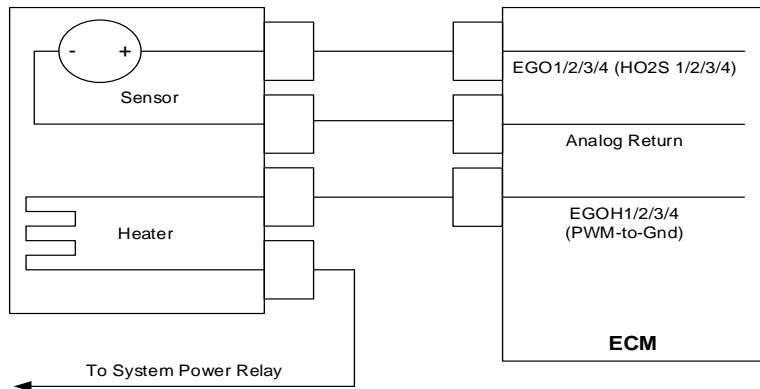 - +
EGO1/2/3/4 (HO2S 1/2/3/4)
Sensor
Analog Return
EGOH1/2/3/4
(PWM-to-Gnd)
Heater
ECM
To System Power Relay